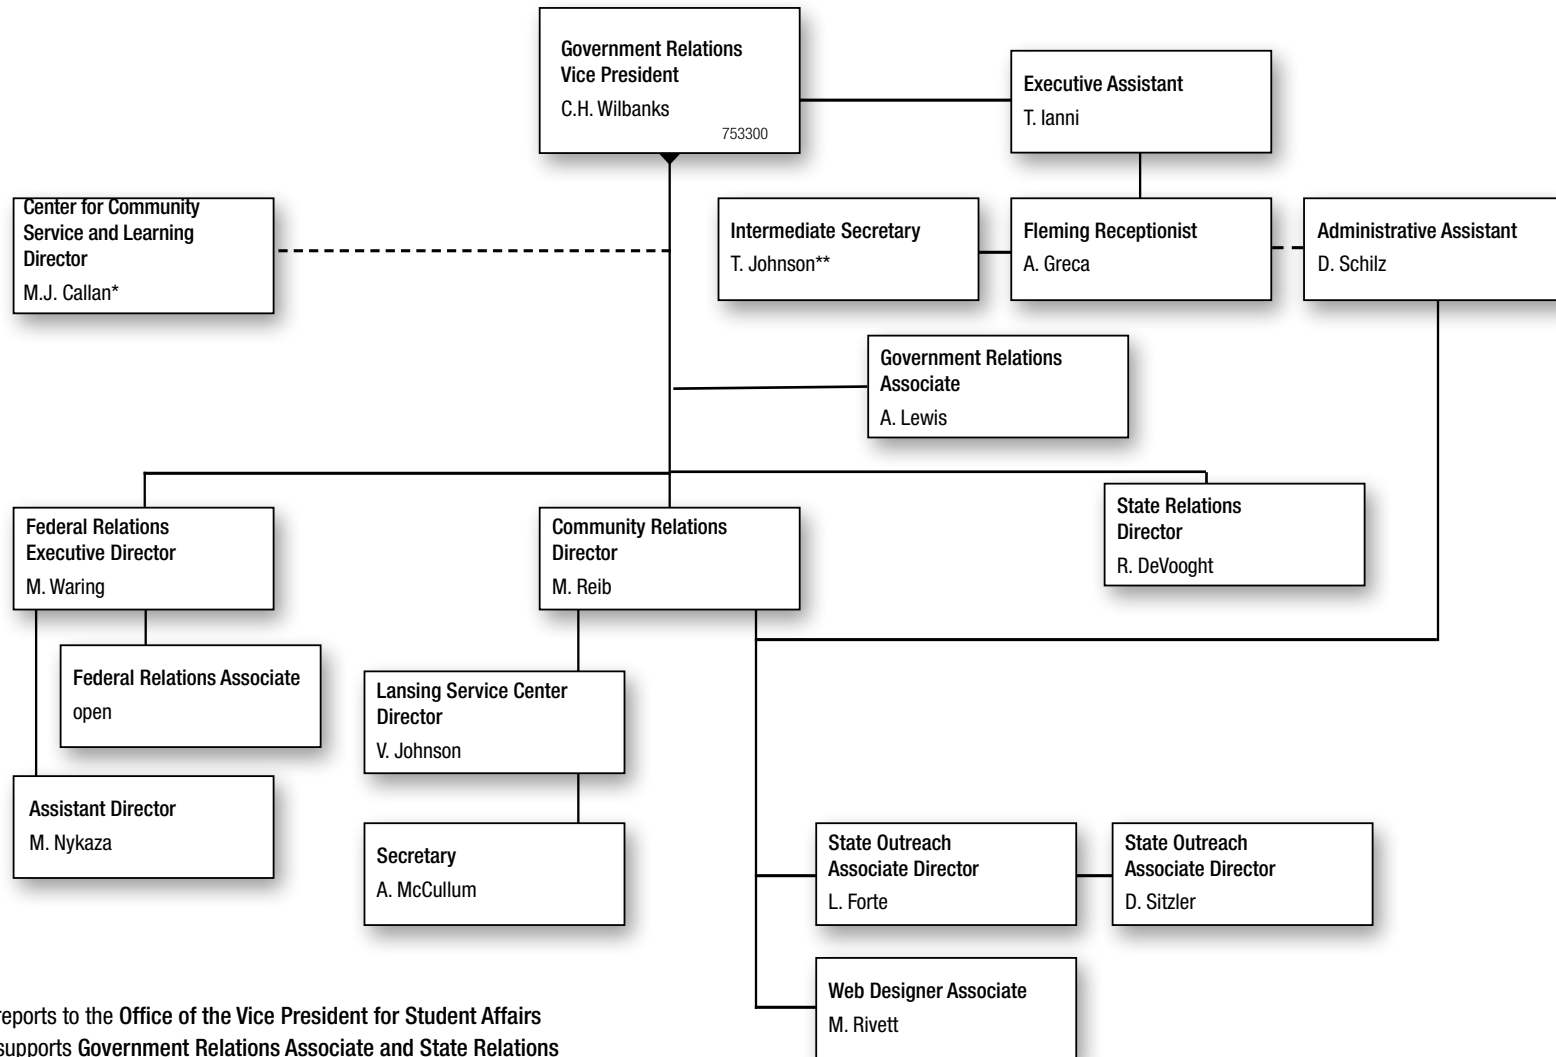 Government Relations
Vice President
C.H. Wilbanks
753300
Executive Assistant
T. Ianni
Center for Community
Service and Learning
Director
M.J. Callan*
Intermediate Secretary
T. Johnson**
Fleming Receptionist
A. Greca
Administrative Assistant
D. Schilz
Government Relations
Associate
A. Lewis
Federal Relations
Executive Director
M. Waring
Community Relations
Director
M. Reib
State Relations
Director
R. DeVooght
Federal Relations Associate
open
Lansing Service Center
Director
V. Johnson
Assistant Director
M. Nykaza
Secretary
A. McCullum
State Outreach
Associate Director
L. Forte
State Outreach
Associate Director
D. Sitzler
Web Designer Associate
M. Rivett
reports to the Office of the Vice President for Student Affairs
supports Government Relations Associate and State Relations